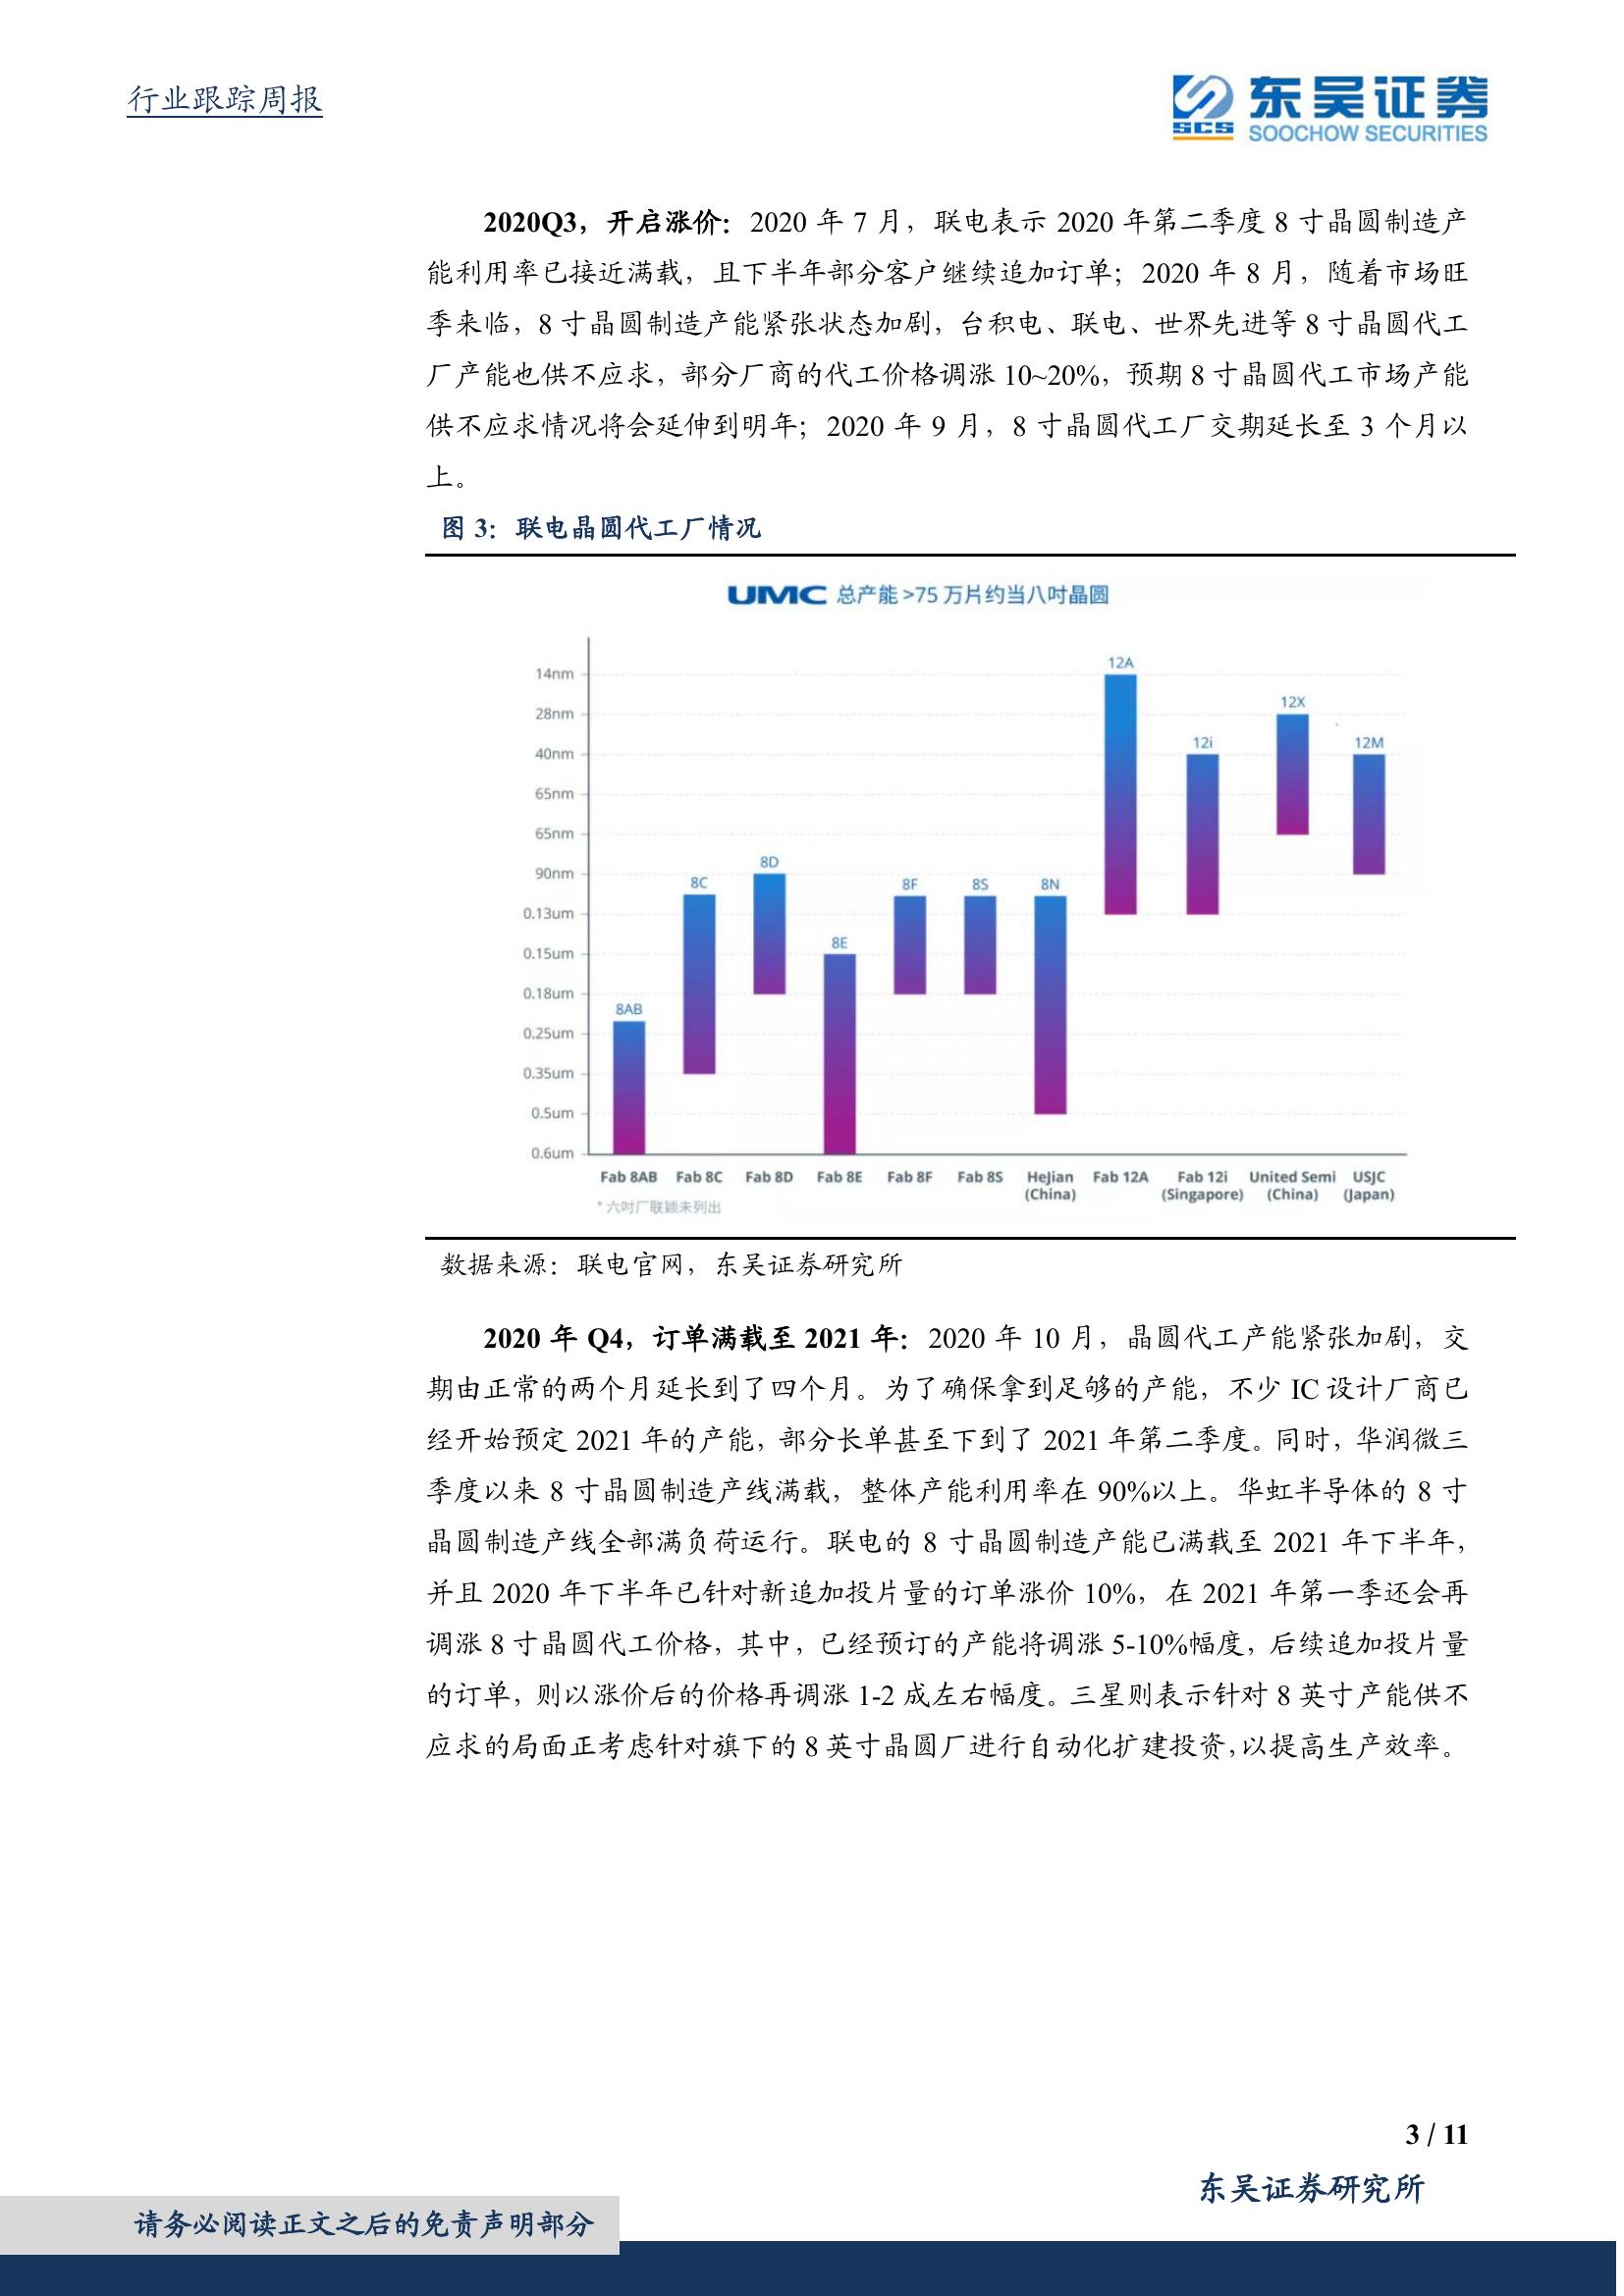 行业跟踪周报
SCS 东吴证券
SOOCHOW SECURITIES
2020Q3，开启涨价：2020 年 7 月，联电表示 2020 年第二季度 8 寸晶圆制造产
能利用率已接近满载，且下半年部分客户继续追加订单；2020 年 8 月，随着市场旺
季来临，8 寸晶圆制造产能紧张状态加剧，台积电、联电、世界先进等 8 寸晶圆代工
厂产能也供不应求，部分厂商的代工价格调涨 10~20%，预期 8 寸晶圆代工市场产能
供不应求情况将会延伸到明年；2020 年 9 月，8 寸晶圆代工厂交期延长至 3 个月以
上。
图 3：联电晶圆代工厂情况
UMC 总产能 >75 万片约当八吋晶圆
14nm
28nm
40nm
65nm
65nm
90nm
0.13um
0.15um
0.18um
0.25um
0.35um
0.5um
0.6um
8AB
8C
8D
8E
8F
8S
8N
12A
12i
12X
12M
Fab 8AB
Fab 8C
Fab 8D
Fab 8E
Fab 8F
Fab 8S
HeJian
(China)
Fab 12A
Fab 12i
(Singapore)
United Semi
(China)
USJC
(Japan)
* 六吋厂联颖未列出
数据来源：联电官网，东吴证券研究所
2020 年 Q4，订单满载至 2021 年：2020 年 10 月，晶圆代工产能紧张加剧，交
期由正常的两个月延长到了四个月。为了确保拿到足够的产能，不少 IC 设计厂商已
经开始预定 2021 年的产能，部分长单甚至下到了 2021 年第二季度。同时，华润微三
季度以来 8 寸晶圆制造产线满载，整体产能利用率在 90%以上。华虹半导体的 8 寸
晶圆制造产线全部满负荷运行。联电的 8 寸晶圆制造产能已满载至 2021 年下半年，
并且 2020 年下半年已针对新追加投片量的订单涨价 10%，在 2021 年第一季还会再
调涨 8 寸晶圆代工价格，其中，已经预订的产能将调涨 5-10%幅度，后续追加投片量
的订单，则以涨价后的价格再调涨 1-2 成左右幅度。三星则表示针对 8 英寸产能供不
应求的局面正考虑针对旗下的 8 英寸晶圆厂进行自动化扩建投资，以提高生产效率。
3 / 11
东吴证券研究所
请务必阅读正文之后的免责声明部分